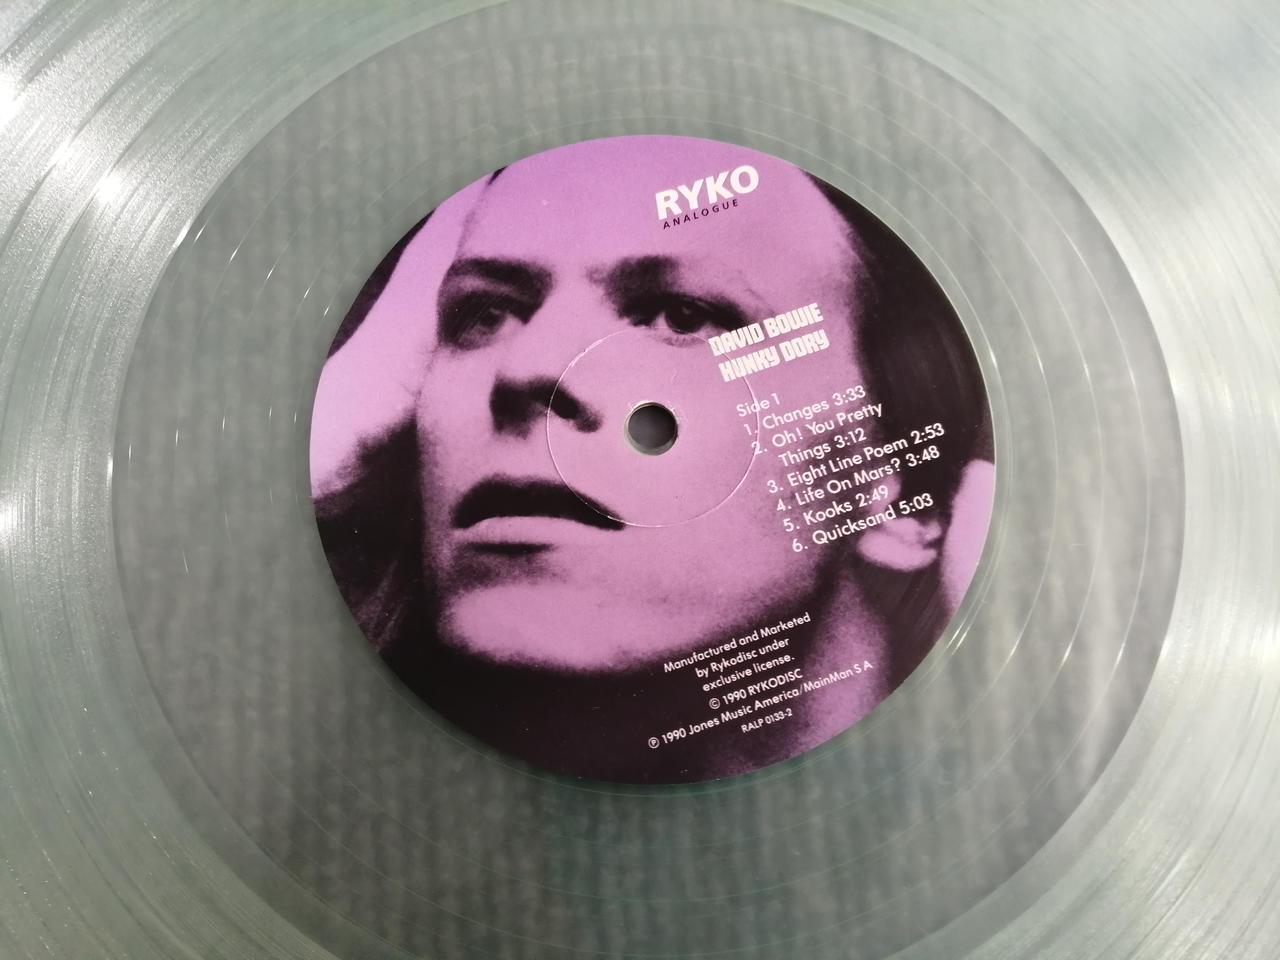 RYKO
ANALOGUE
DAVID BOWIE
HUNKY DORY
Side 1
1. Changes 3:33
2. Oh! You Pretty
Things 3:12
3. Eight Line Poem 2:53
4. Life On Mars? 3:48
5. Kooks 2:49
6. Quicksand 5:03
Manufactured and Marketed
by Rykodisc under
exclusive license.
© 1990 RYKODISC
℗ 1990 Jones Music America/MainMan S A
RALP 0133-2